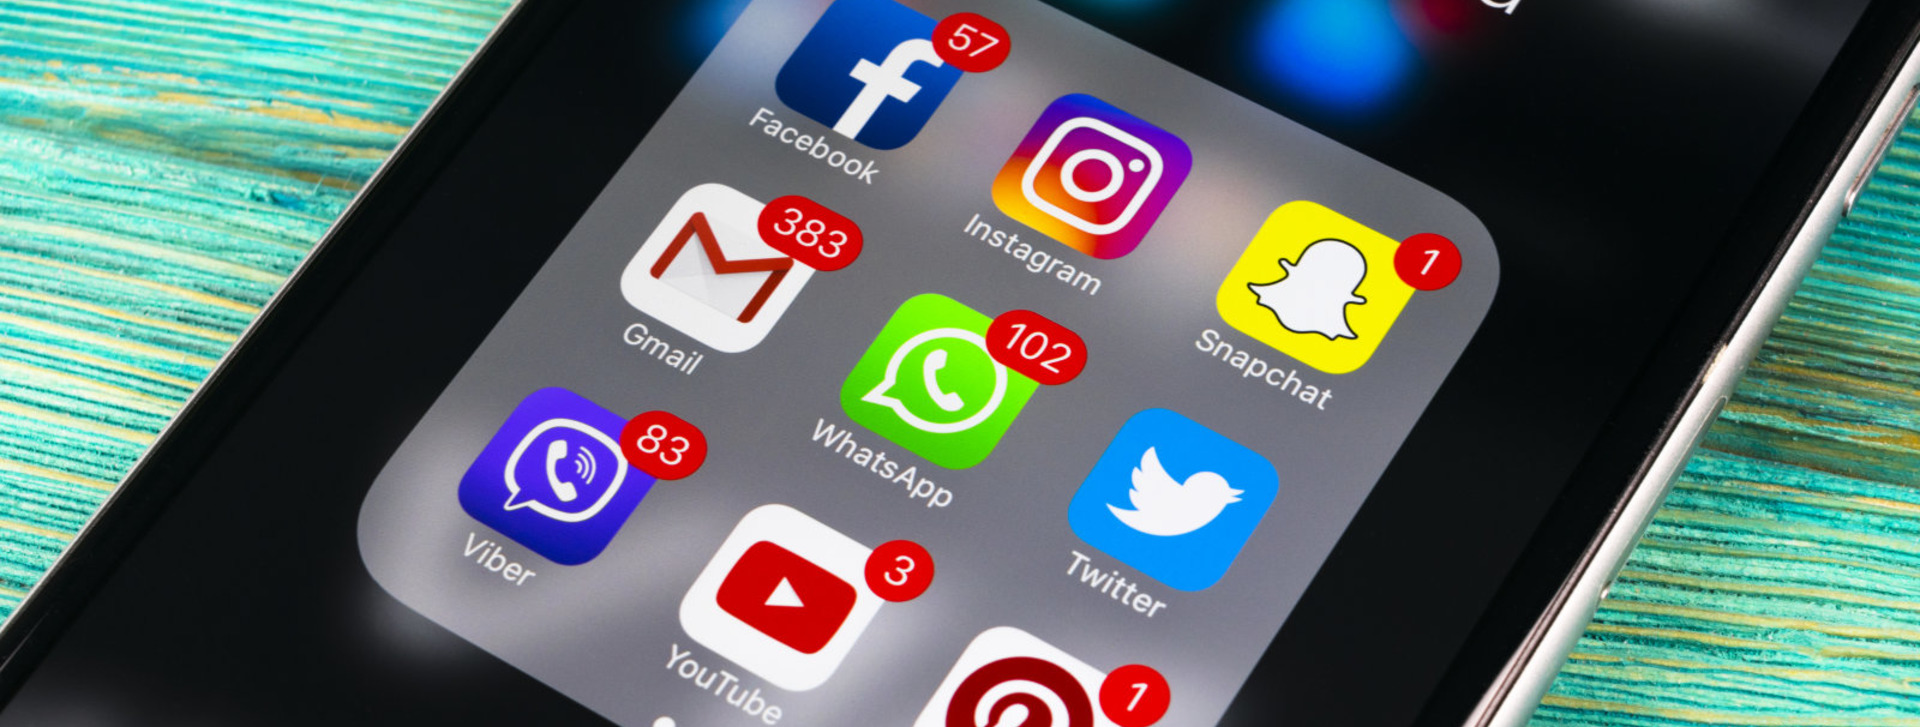 57
Facebook
Instagram
1
Snapchat
383
Gmail
102
WhatsApp
Twitter
83
Viber
3
YouTube
1